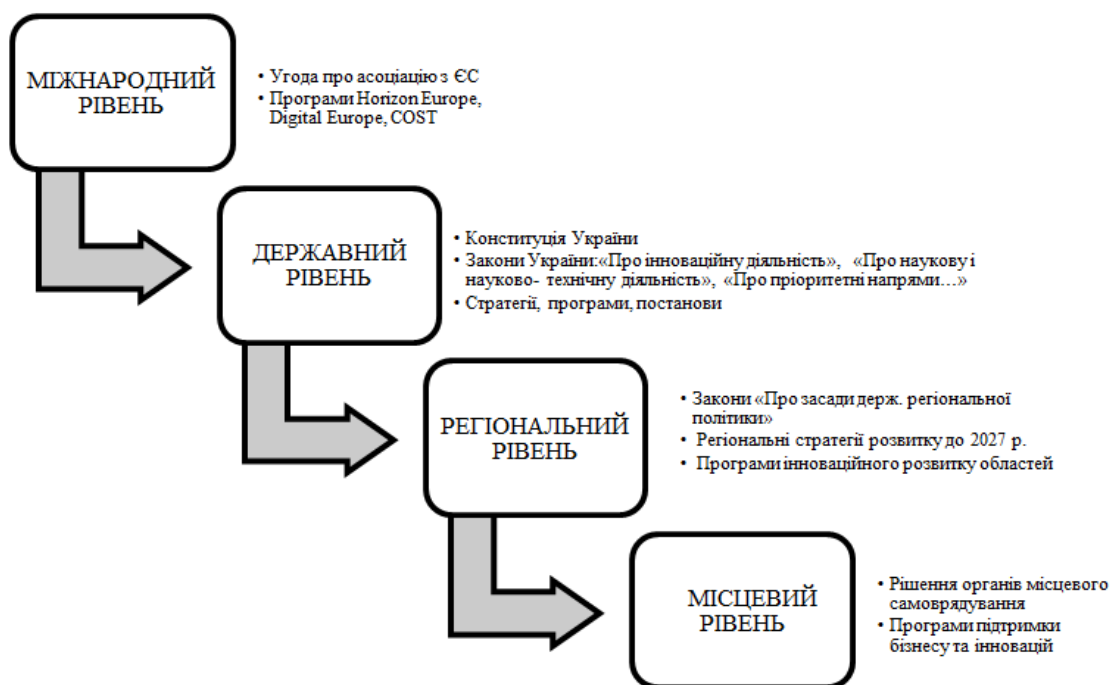 МІЖНАРОДНИЙ
РІВЕНЬ
• Угода про асоціацію з ЄС
• Програми Horizon Europe,
Digital Europe, COST
ДЕРЖАВНИЙ
РІВЕНЬ
• Конституція України
• Закони України:«Про інноваційну діяльність», «Про наукову і
науково- технічну діяльність», «Про пріоритетні напрями…»
• Стратегії, програми, постанови
РЕГІОНАЛЬНИЙ
РІВЕНЬ
• Закони «Про засади держ. регіональної
політики»
• Регіональні стратегії розвитку до 2027 р.
• Програми інноваційного розвитку областей
МІСЦЕВИЙ
РІВЕНЬ
• Рішення органів місцевого
самоврядування
• Програми підтримки
бізнесу та інновацій